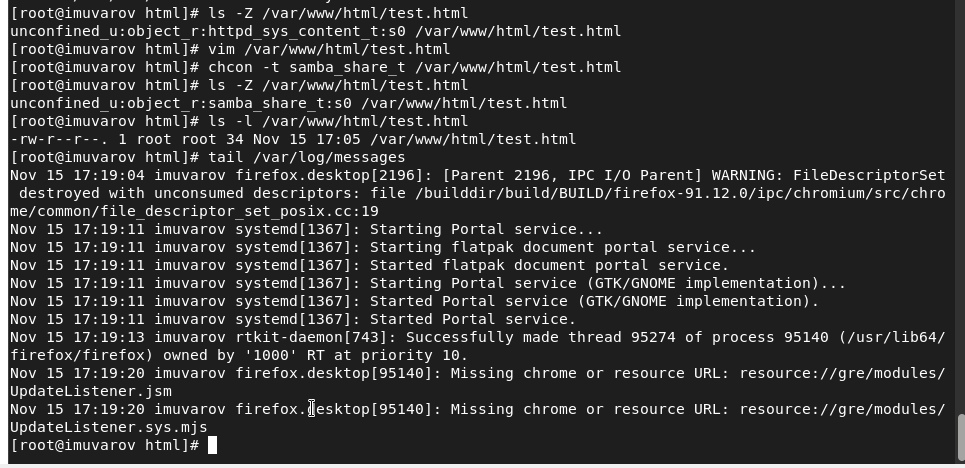 [root@imuvarov html]# ls -Z /var/www/html/test.html
unconfined_u:object_r:httpd_sys_content_t:s0 /var/www/html/test.html
[root@imuvarov html]# vim /var/www/html/test.html
[root@imuvarov html]# chcon -t samba_share_t /var/www/html/test.html
[root@imuvarov html]# ls -Z /var/www/html/test.html
unconfined_u:object_r:samba_share_t:s0 /var/www/html/test.html
[root@imuvarov html]# ls -l /var/www/html/test.html
-rw-r--r--. 1 root root 34 Nov 15 17:05 /var/www/html/test.html
[root@imuvarov html]# tail /var/log/messages
Nov 15 17:19:04 imuvarov firefox.desktop[2196]: [Parent 2196, IPC I/O Parent] WARNING: FileDescriptorSet
 destroyed with unconsumed descriptors: file /builddir/build/BUILD/firefox-91.12.0/ipc/chromium/src/chro
me/common/file_descriptor_set_posix.cc:19
Nov 15 17:19:11 imuvarov systemd[1367]: Starting Portal service...
Nov 15 17:19:11 imuvarov systemd[1367]: Starting flatpak document portal service...
Nov 15 17:19:11 imuvarov systemd[1367]: Started flatpak document portal service.
Nov 15 17:19:11 imuvarov systemd[1367]: Starting Portal service (GTK/GNOME implementation)...
Nov 15 17:19:11 imuvarov systemd[1367]: Started Portal service (GTK/GNOME implementation).
Nov 15 17:19:11 imuvarov systemd[1367]: Started Portal service.
Nov 15 17:19:13 imuvarov rtkit-daemon[743]: Successfully made thread 95274 of process 95140 (/usr/lib64/
firefox/firefox) owned by '1000' RT at priority 10.
Nov 15 17:19:20 imuvarov firefox.desktop[95140]: Missing chrome or resource URL: resource://gre/modules/
UpdateListener.jsm
Nov 15 17:19:20 imuvarov firefox.desktop[95140]: Missing chrome or resource URL: resource://gre/modules/
UpdateListener.sys.mjs
[root@imuvarov html]#